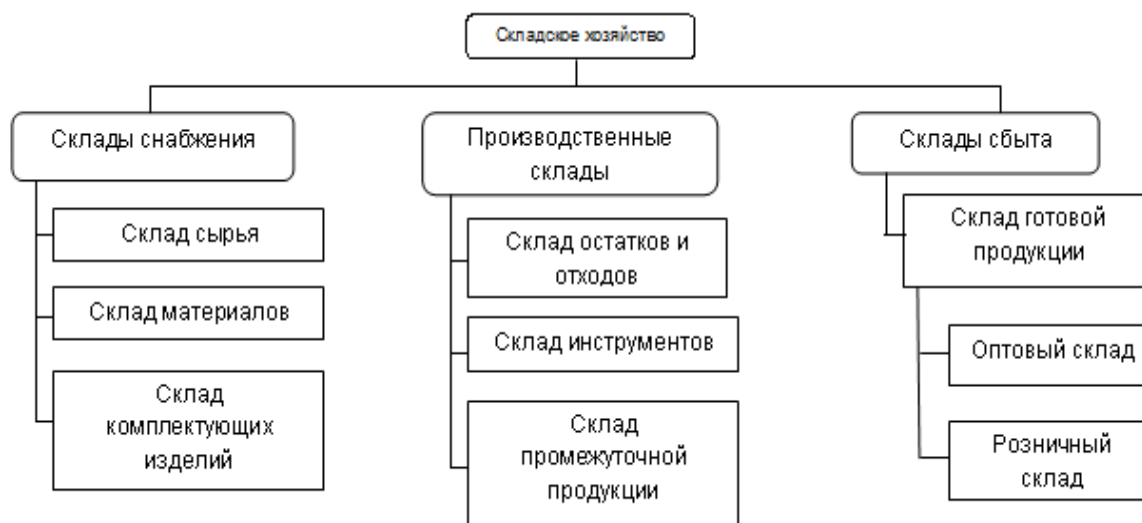 Складское хозяйство
Склады снабжения
Склад сырья
Склад материалов
Склад
комплектующих
изделий
Производственные
склады
Склад остатков и
отходов
Склад инструментов
Склад
промежуточной
продукции
Склады сбыта
Склад готовой
продукции
Оптовый склад
Розничный
склад